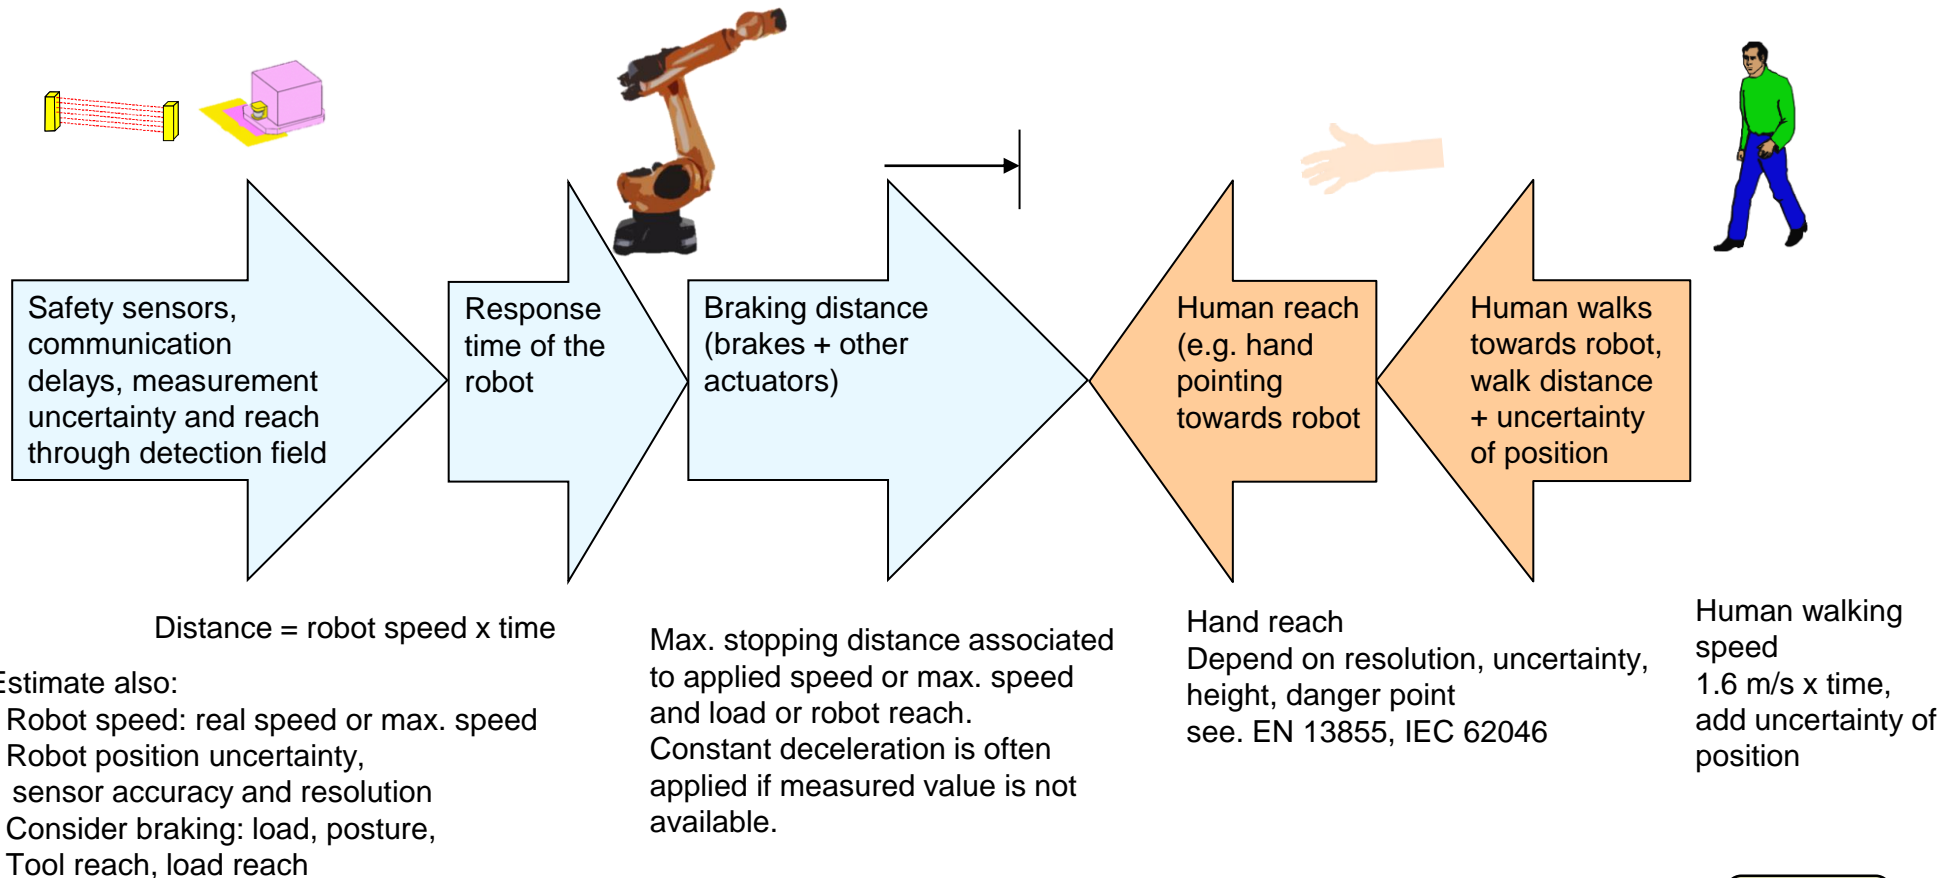 Safety sensors,
communication
delays, measurement
uncertainty and reach
through detection field
Response
time of the
robot
Braking distance
(brakes + other
actuators)
Human reach
(e.g. hand
pointing
towards robot
Human walks
towards robot,
walk distance
+ uncertainty
of position
Distance = robot speed x time
Estimate also:
Robot speed: real speed or max. speed
Robot position uncertainty,
sensor accuracy and resolution
Consider braking: load, posture,
Tool reach, load reach
Max. stopping distance associated
to applied speed or max. speed
and load or robot reach.
Constant deceleration is often
applied if measured value is not
available.
Hand reach
Depend on resolution, uncertainty,
height, danger point
see. EN 13855, IEC 62046
Human walking
speed
1.6 m/s x time,
add uncertainty of
position